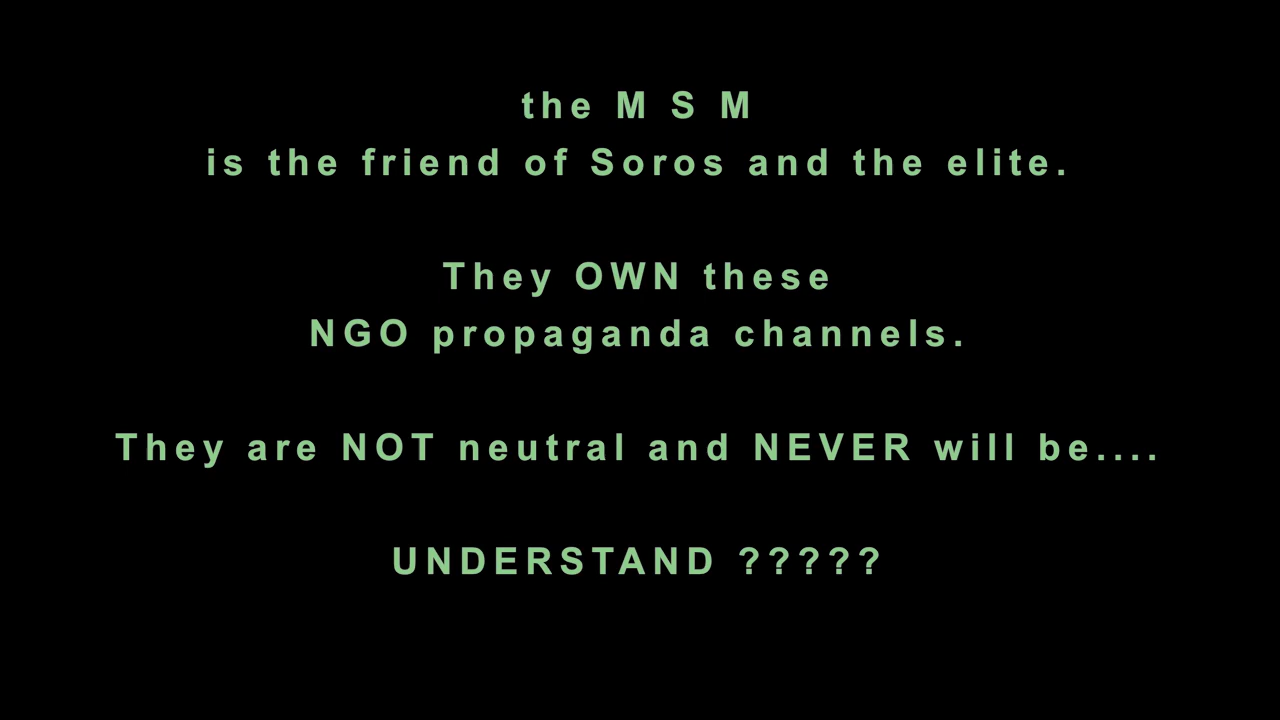 the M S M
is the friend of Soros and the elite.
They OWN these
NGO propaganda channels.
They are NOT neutral and NEVER will be....
UNDERSTAND ?????